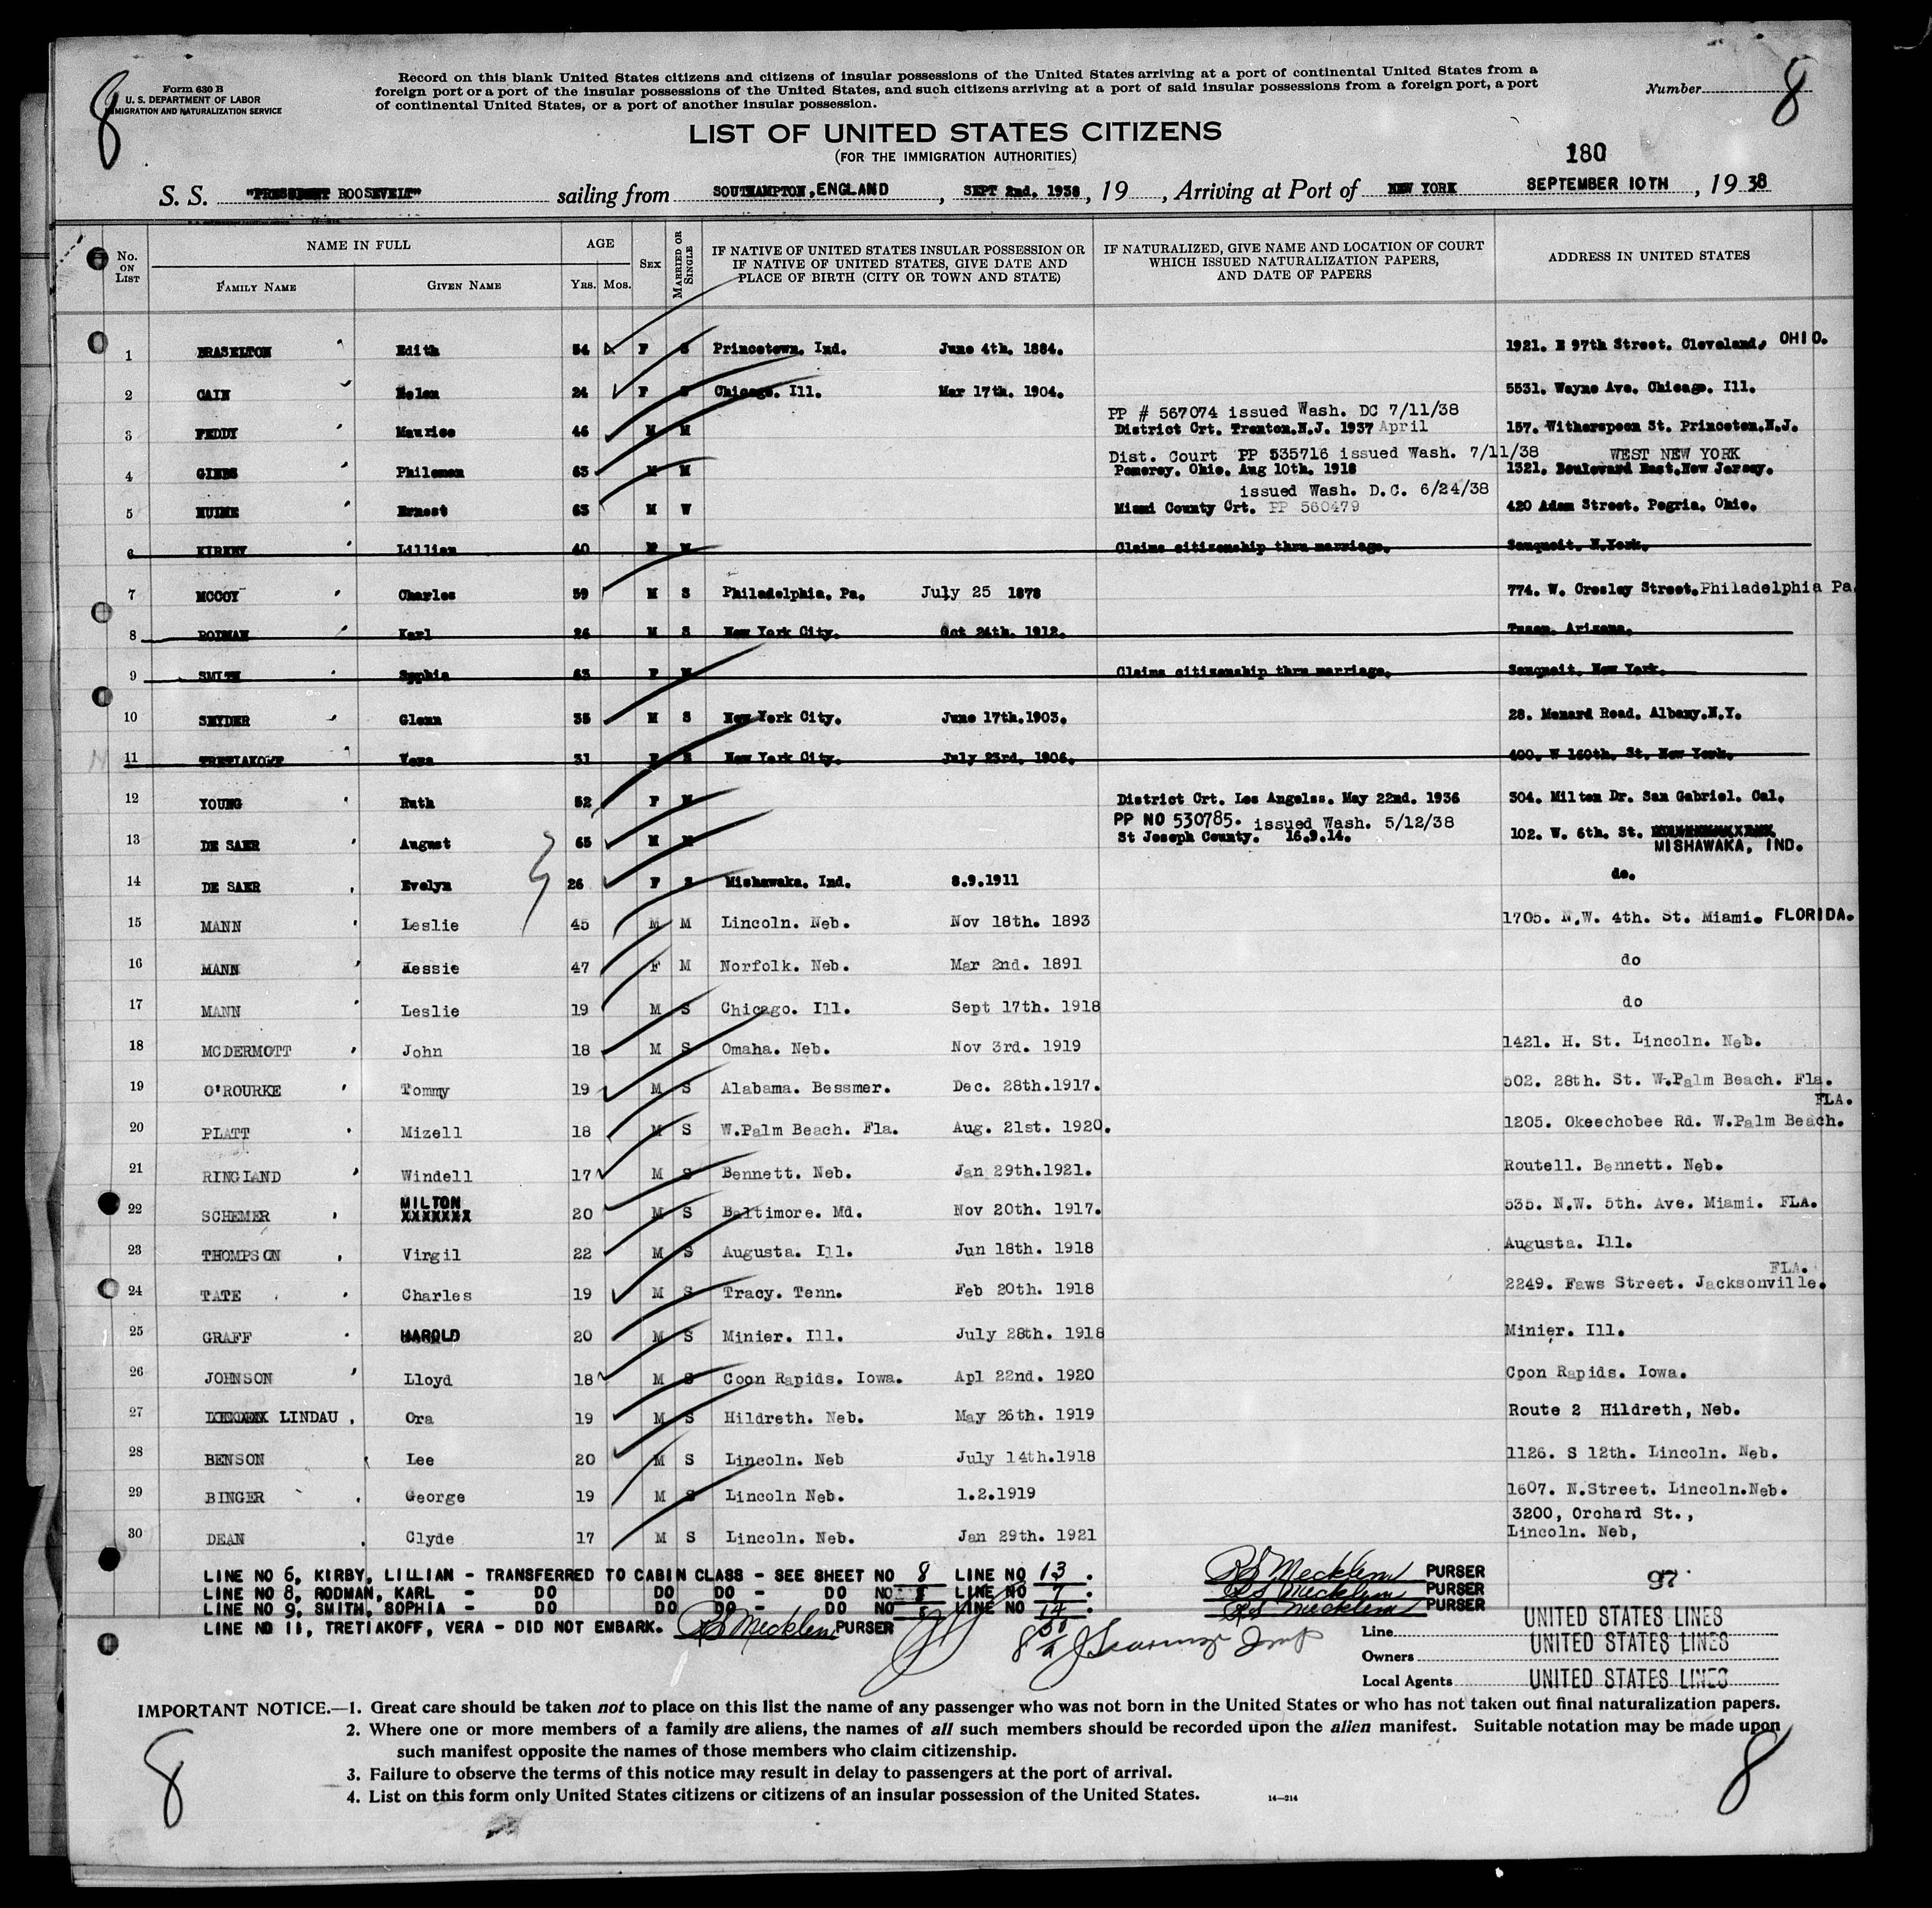 8
Form 630 B
U. S. DEPARTMENT OF LABOR
IMMIGRATION AND NATURALIZATION SERVICE
Record on this blank United States citizens and citizens of insular possessions of the United States arriving at a port of continental United States from a
foreign port or a port of the insular possessions of the United States, and such citizens arriving at a port of said insular possessions from a foreign port, a port
of continental United States, or a port of another insular possession.
Number 8
LIST OF UNITED STATES CITIZENS
(FOR THE IMMIGRATION AUTHORITIES)
180
S. S. "PRESIDENT ROOSEVELT" sailing from SOUTHAMPTON, ENGLAND, SEPT 2nd. 1938, 19 , Arriving at Port of NEW YORK SEPTEMBER 10TH, 19 38
No. ON LIST
NAME IN FULL
FAMILY NAME GIVEN NAME
AGE
YRS. MOS.
SEX
MARRIED OR SINGLE
IF NATIVE OF UNITED STATES INSULAR POSSESSION OR
IF NATIVE OF UNITED STATES, GIVE DATE AND
PLACE OF BIRTH (CITY OR TOWN AND STATE)
IF NATURALIZED, GIVE NAME AND LOCATION OF COURT
WHICH ISSUED NATURALIZATION PAPERS,
AND DATE OF PAPERS
ADDRESS IN UNITED STATES
1 BRASELTON Edith 54 F S Princetown. Ind. June 4th. 1884. 1921. E 97th Street. Cleveland, OHIO.
2 CAIN Helen 24 F S Chicago. Ill. Mar 17th. 1904. 5531. Wayne Ave. Chicago. Ill.
PP # 567074 issued Wash. DC 7/11/38
3 FEDDY Maurice 46 M M District Crt. Trenton.N.J. 1937 April 157. Witherspoon St. Princeton.N.J.
Dist. Court PP 535716 issued Wash. 7/11/38 WEST NEW YORK
4 GIBBS Philemon 63 M M Pomeroy. Ohio. Aug 10th. 1918 1321. Boulevard East.New Jersey.
issued Wash. D.C. 6/24/38
5 HULME Ernest 63 M W Miami County Crt. PP 560479 420 Adam Street. Peqria. Ohio.
6 KIRKBY Lillian 40 F M Claims citizenship thru marriage. Sauquoit. N.York.
7 MCCOY Charles 59 M S Philadelphia. Pa. July 25 1878 774. W. Cresley Street.Philadelphia Pa.
8 RODMAN Karl 26 M S New York City. Oct 24th. 1912. Tuson. Arizona.
9 SMITH Sophia 63 F M Claims citizenship thru marriage. Sauquoit. New York.
10 SNYDER Glenn 35 M S New York City. June 17th.1903. 28. Menard Road. Albany.N.Y.
11 TRETIAKOFF Vera 31 F S New York City. July 23rd. 1906. 400. W 160th. St. New York.
12 YOUNG Ruth 52 F M District Crt. Los Angelss. May 22nd. 1936 304. Milton Dr. San Gabriel. Cal.
PP NO 530785. issued Wash. 5/12/38
13 DE SAER August 65 M M St Joseph County. 16.9.14. 102. W. 6th. St.
MISHAWAKA, IND.
14 DE SAER Evelyn 26 F S Mishawaka. Ind. 8.9.1911 do.
15 MANN Leslie 45 M M Lincoln. Neb. Nov 18th. 1893 1705. N.W. 4th. St. Miami. FLORIDA.
16 MANN Jessie 47 F M Norfolk. Neb. Mar 2nd. 1891 do
17 MANN Leslie 19 M S Chicago. Ill. Sept 17th. 1918 do
18 MCDERMOTT John 18 M S Omaha. Neb. Nov 3rd. 1919 1421. H. St. Lincoln. Neb.
19 O'ROURKE Tommy 19 M S Alabama. Bessmer. Dec. 28th.1917. 502. 28th. St. W.Palm Beach. Fla.
FLA.
20 PLATT Mizell 18 M S W.Palm Beach. Fla. Aug. 21st. 1920. 1205. Okeechobee Rd. W.Palm Beach.
21 RINGLAND Windell 17 M S Bennett. Neb. Jan 29th.1921. Route11. Bennett. Neb.
MILTON
22 SCHEMER XXXXXXX 20 M S Baltimore. Md. Nov 20th. 1917. 535. N.W. 5th. Ave. Miami. FLA.
23 THOMPSON Virgil 22 M S Augusta. Ill. Jun 18th. 1918 Augusta. Ill.
FLA.
24 TATE Charles 19 M S Tracy. Tenn. Feb 20th. 1918 2249. Faws Street. Jacksonville.
25 GRAFF HAROLD 20 M S Minier. Ill. July 28th. 1918 Minier. Ill.
26 JOHNSON Lloyd 18 M S Coon Rapids. Iowa. Apl 22nd. 1920 Coon Rapids. Iowa.
27 LINDAU Ora 19 M S Hildreth. Neb. May 26th. 1919 Route 2 Hildreth, Neb.
28 BENSON Lee 20 M S Lincoln. Neb July 14th.1918 1126. S 12th. Lincoln. Neb.
29 BINGER George 19 M S Lincoln Neb. 1.2.1919 1607. N.Street. Lincoln.Neb.
3200, Orchard St.,
30 DEAN Clyde 17 M S Lincoln. Neb. Jan 29th. 1921 Lincoln. Neb,
LINE NO 6, KIRBY, LILLIAN - TRANSFERRED TO CABIN CLASS - SEE SHEET NO 8 LINE NO 13. RS Mecklem PURSER
LINE NO 8, RODMAN, KARL - DO DO DO - DO NO LINE NO 7. RS Mecklem PURSER
LINE NO 9, SMITH, SOPHIA - DO DO DO - DO NO LINE NO 14. RS Mecklem PURSER
LINE NO 11, TRETIAKOFF, VERA - DID NOT EMBARK. RS Mecklem PURSER
97
Line UNITED STATES LINES
Owners UNITED STATES LINES
Local Agents UNITED STATES LINES
IMPORTANT NOTICE.—1. Great care should be taken not to place on this list the name of any passenger who was not born in the United States or who has not taken out final naturalization papers.
2. Where one or more members of a family are aliens, the names of all such members should be recorded upon the alien manifest. Suitable notation may be made upon
such manifest opposite the names of those members who claim citizenship.
3. Failure to observe the terms of this notice may result in delay to passengers at the port of arrival.
4. List on this form only United States citizens or citizens of an insular possession of the United States.
14—214
8
8